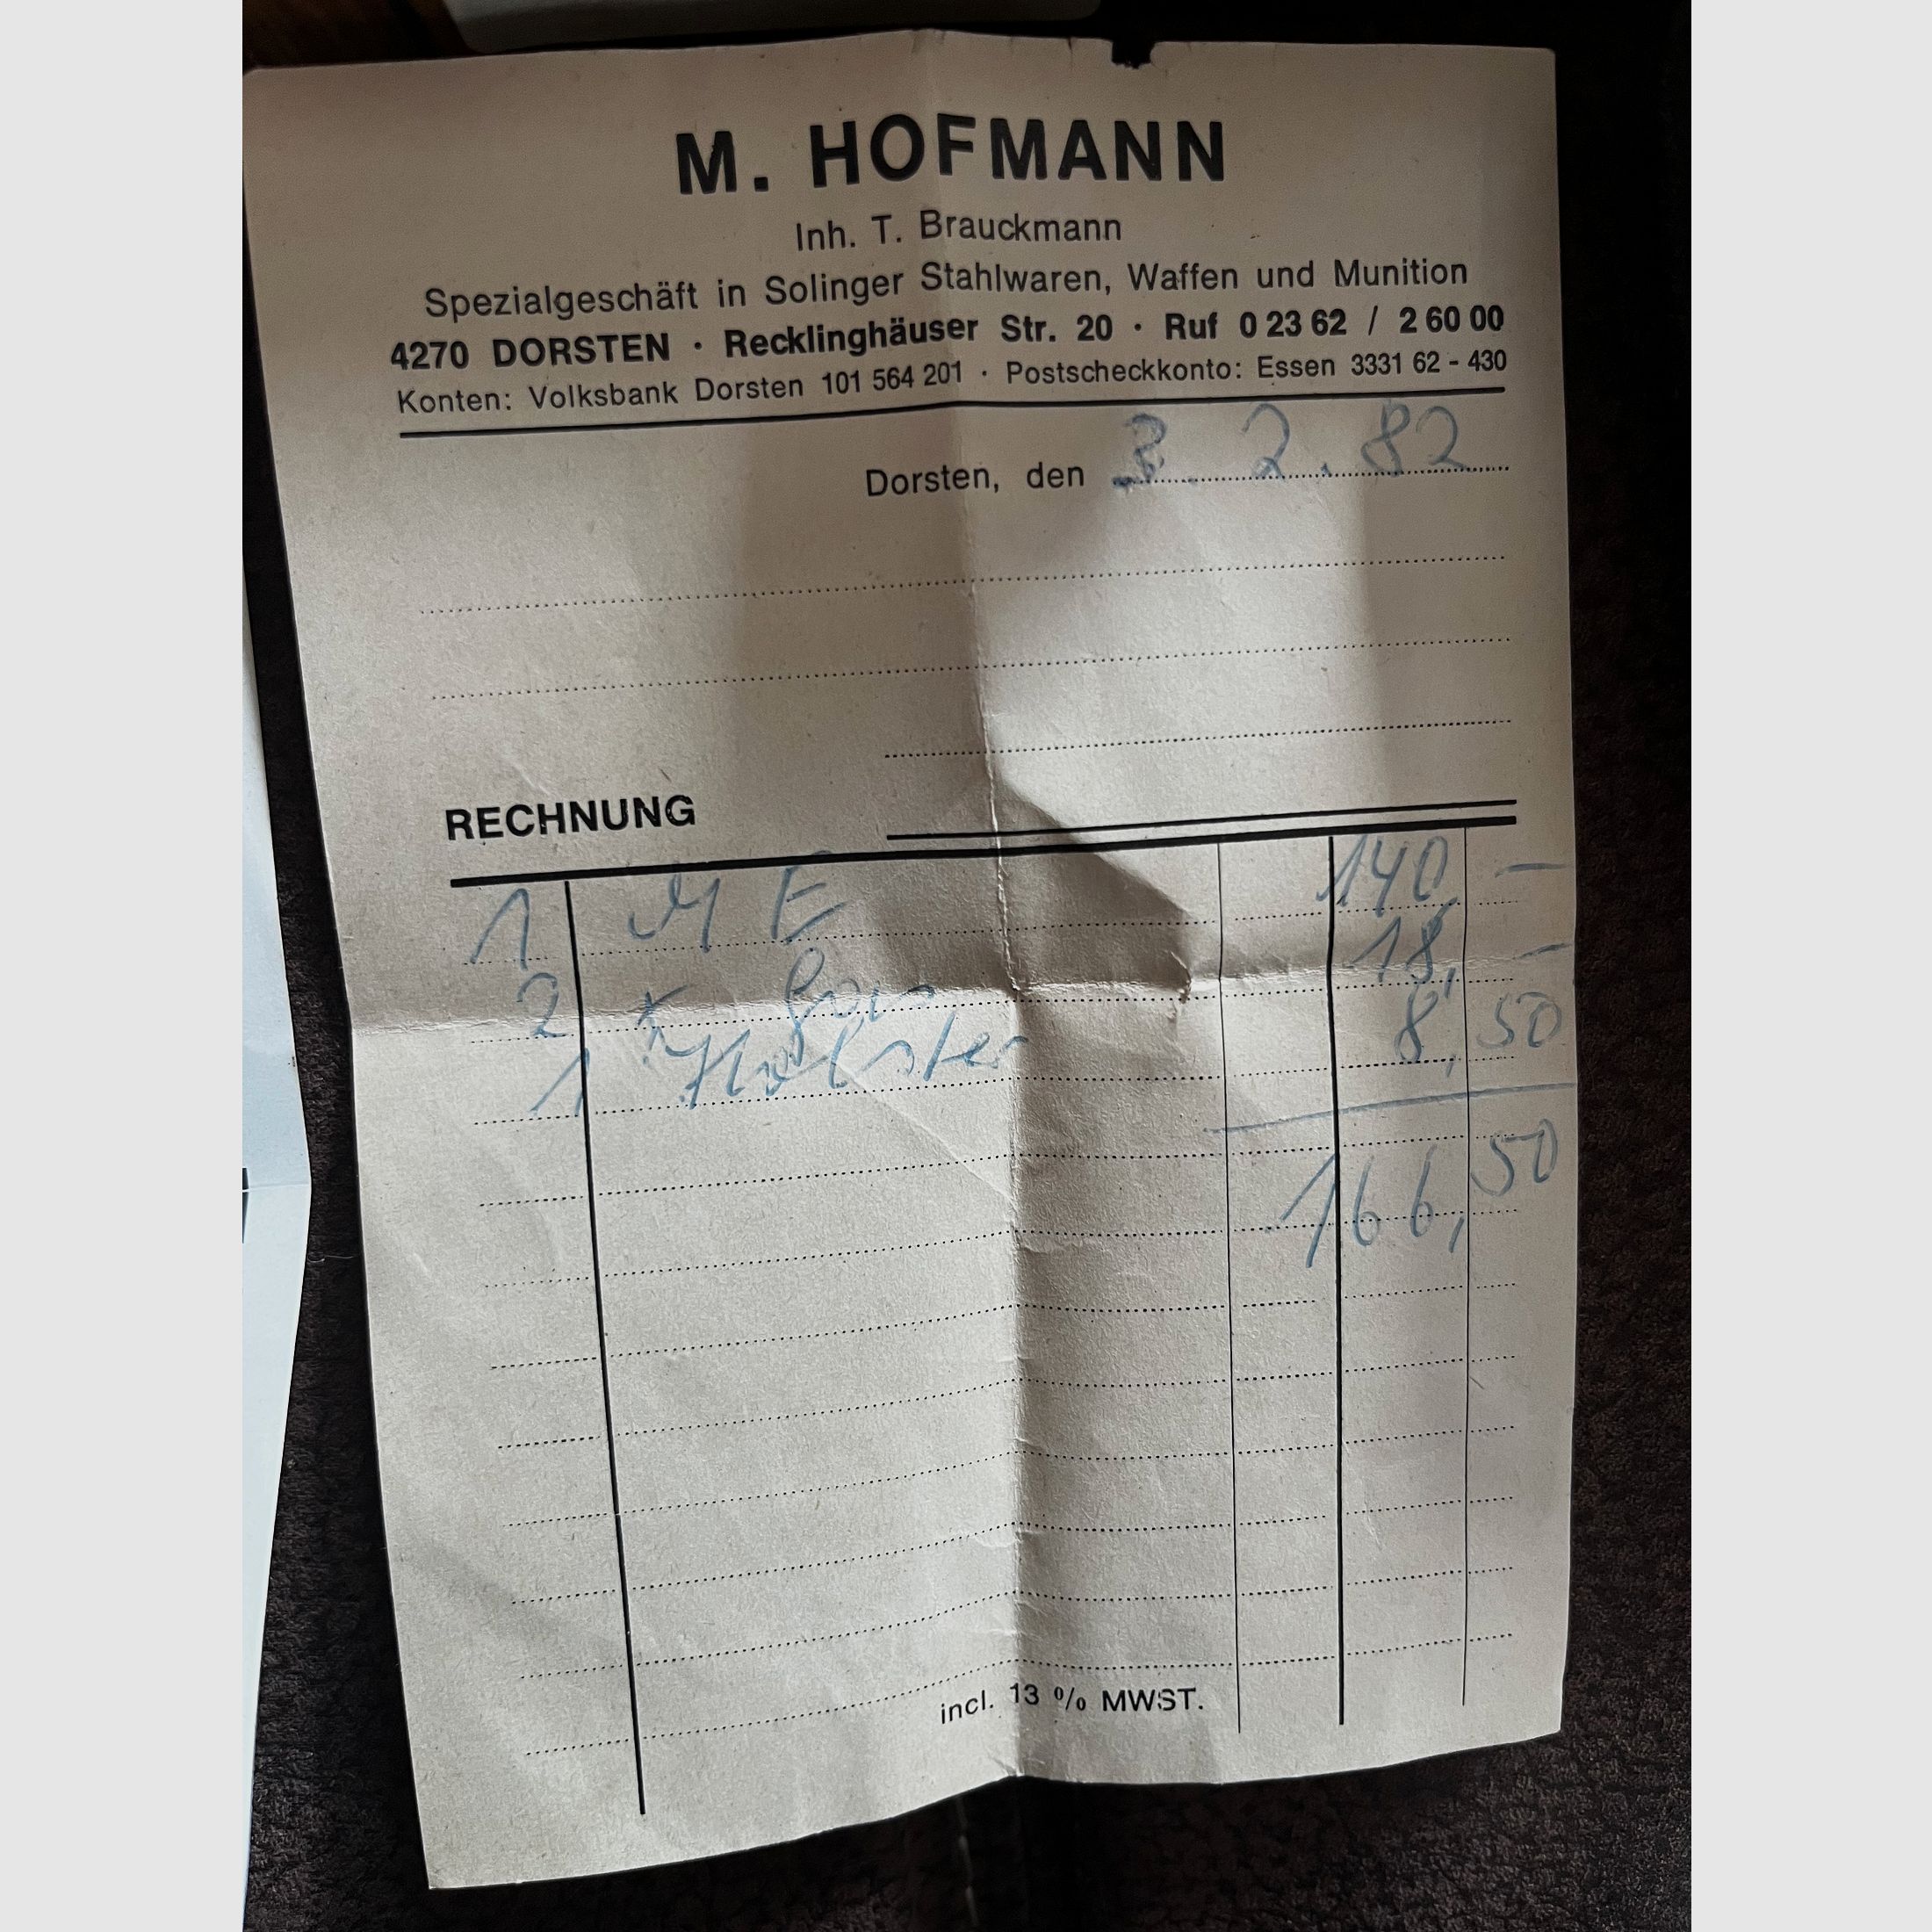 M. HOFMANN
Inh. T. Brauckmann
Spezialgeschäft in Solinger Stahlwaren, Waffen und Munition
4270 DORSTEN · Recklinghäuser Str. 20 · Ruf 0 23 62 / 2 60 00
Konten: Volksbank Dorsten 101 564 201 · Postscheckkonto: Essen 3331 62 - 430
Dorsten, den 3 2. 82
RECHNUNG
1 ME 140, —
2 x 18, —
1 Holster 8, 50
166, 50
incl. 13 % MWST.